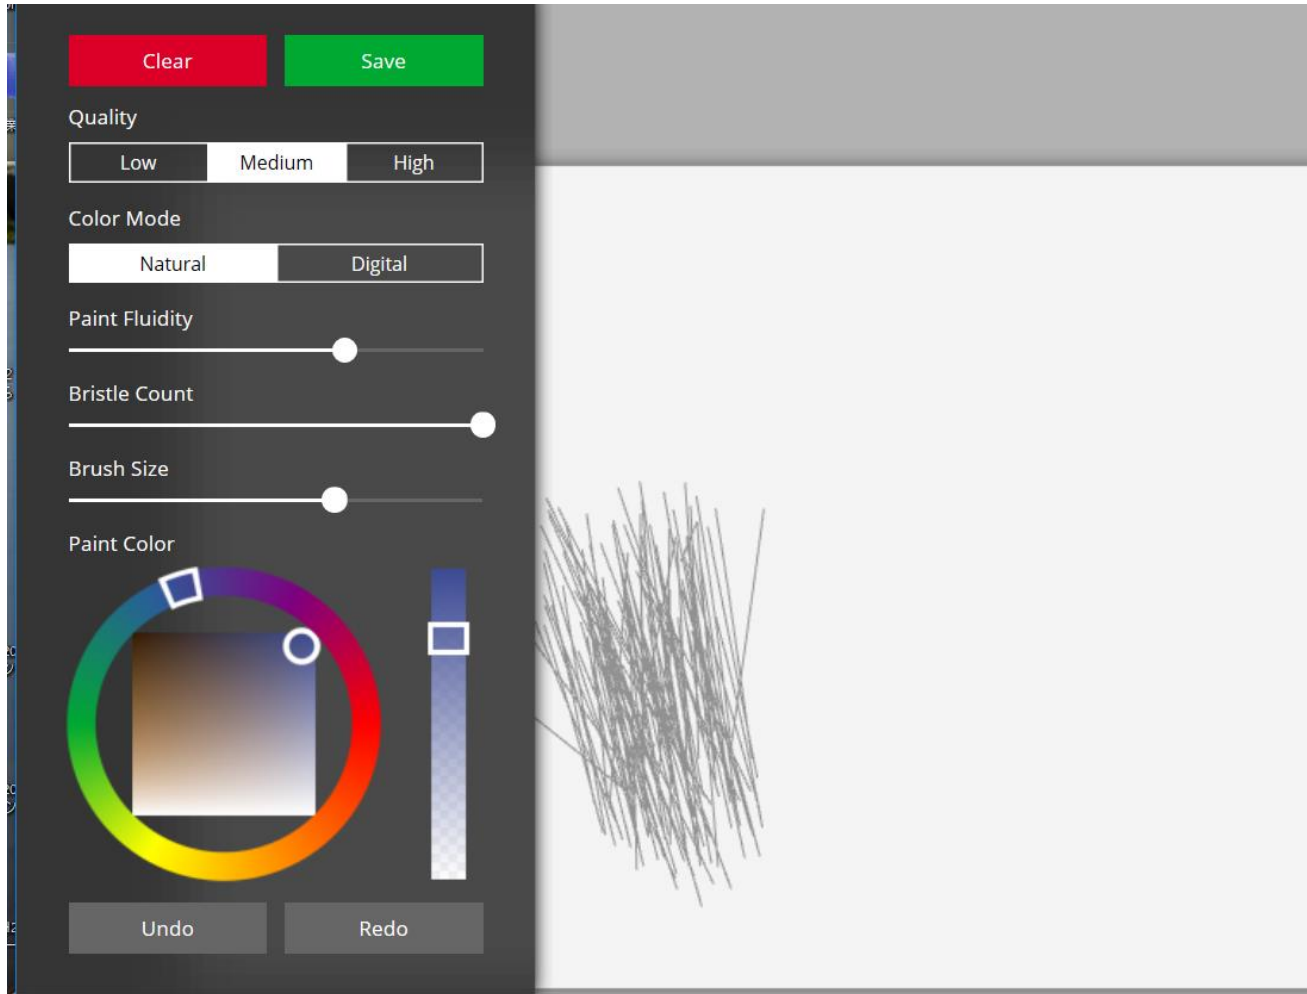 Clear Save
Quality
Low Medium High
Color Mode
Natural Digital
Paint Fluidity
Bristle Count
Brush Size
Paint Color
Undo Redo